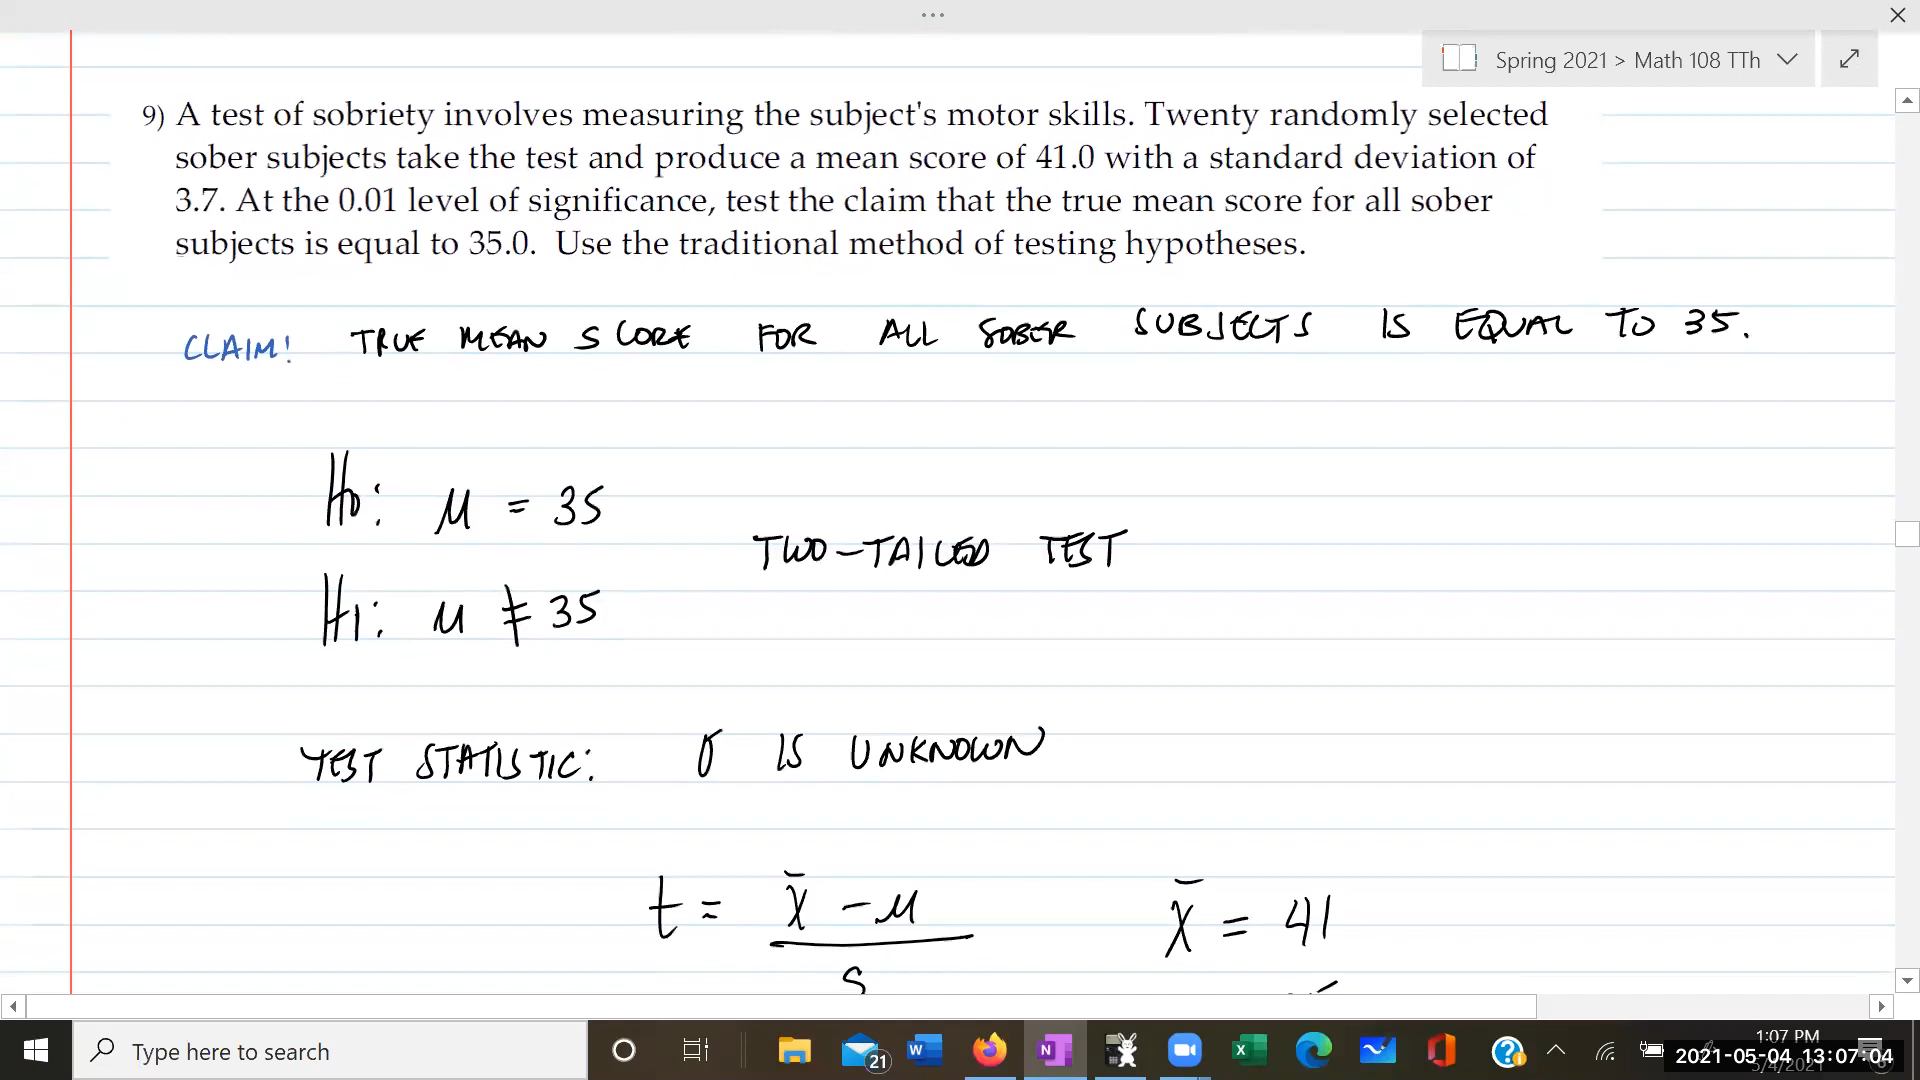 Spring 2021 > Math 108 TTh
9) A test of sobriety involves measuring the subject's motor skills. Twenty randomly selected
sober subjects take the test and produce a mean score of 41.0 with a standard deviation of
3.7. At the 0.01 level of significance, test the claim that the true mean score for all sober
subjects is equal to 35.0. Use the traditional method of testing hypotheses.
CLAIM! TRUE MEAN SCORE FOR ALL SOBER SUBJECTS IS EQUAL TO 35.
H0: μ = 35
TWO-TAILED TEST
H1: μ ≠ 35
TEST STATISTIC: σ IS UNKNOWN
t = x̄ - μ
x̄ = 41
s
Type here to search
21
1:07 PM
2021-05-04 13:07:04